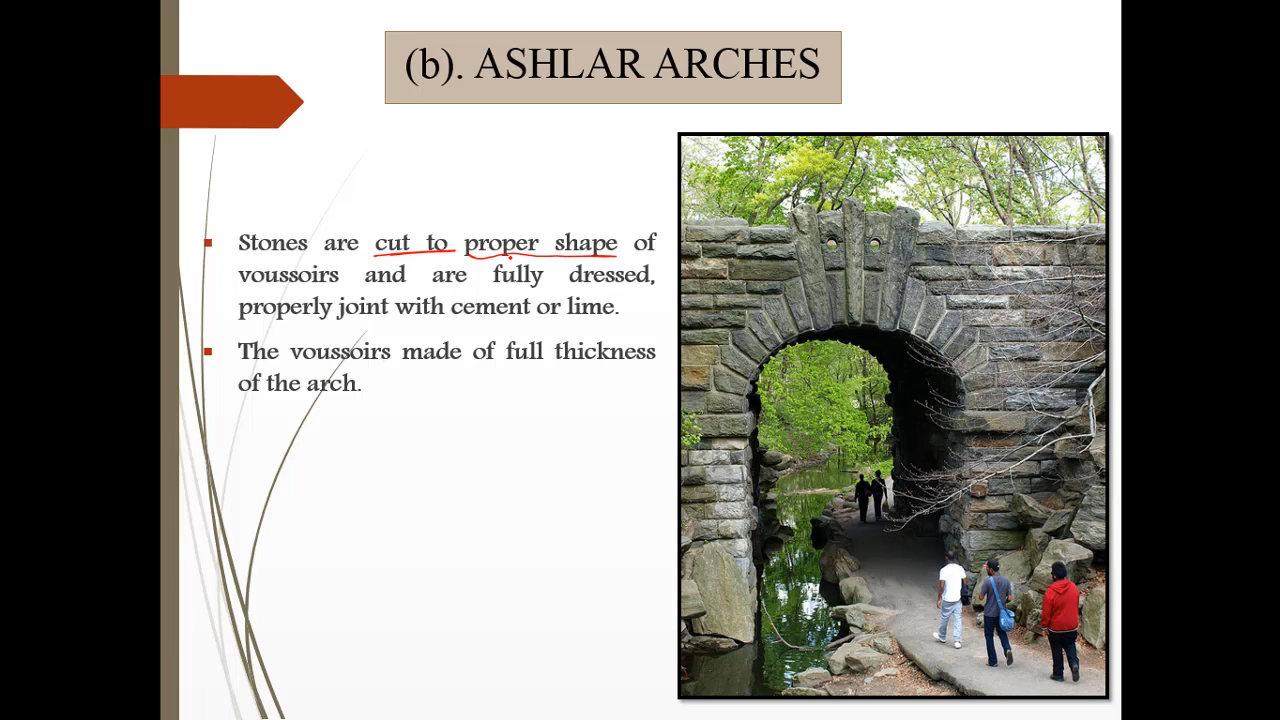 (b). ASHLAR ARCHES
Stones are cut to proper shape of
voussoirs and are fully dressed,
properly joint with cement or lime.
The voussoirs made of full thickness
of the arch.